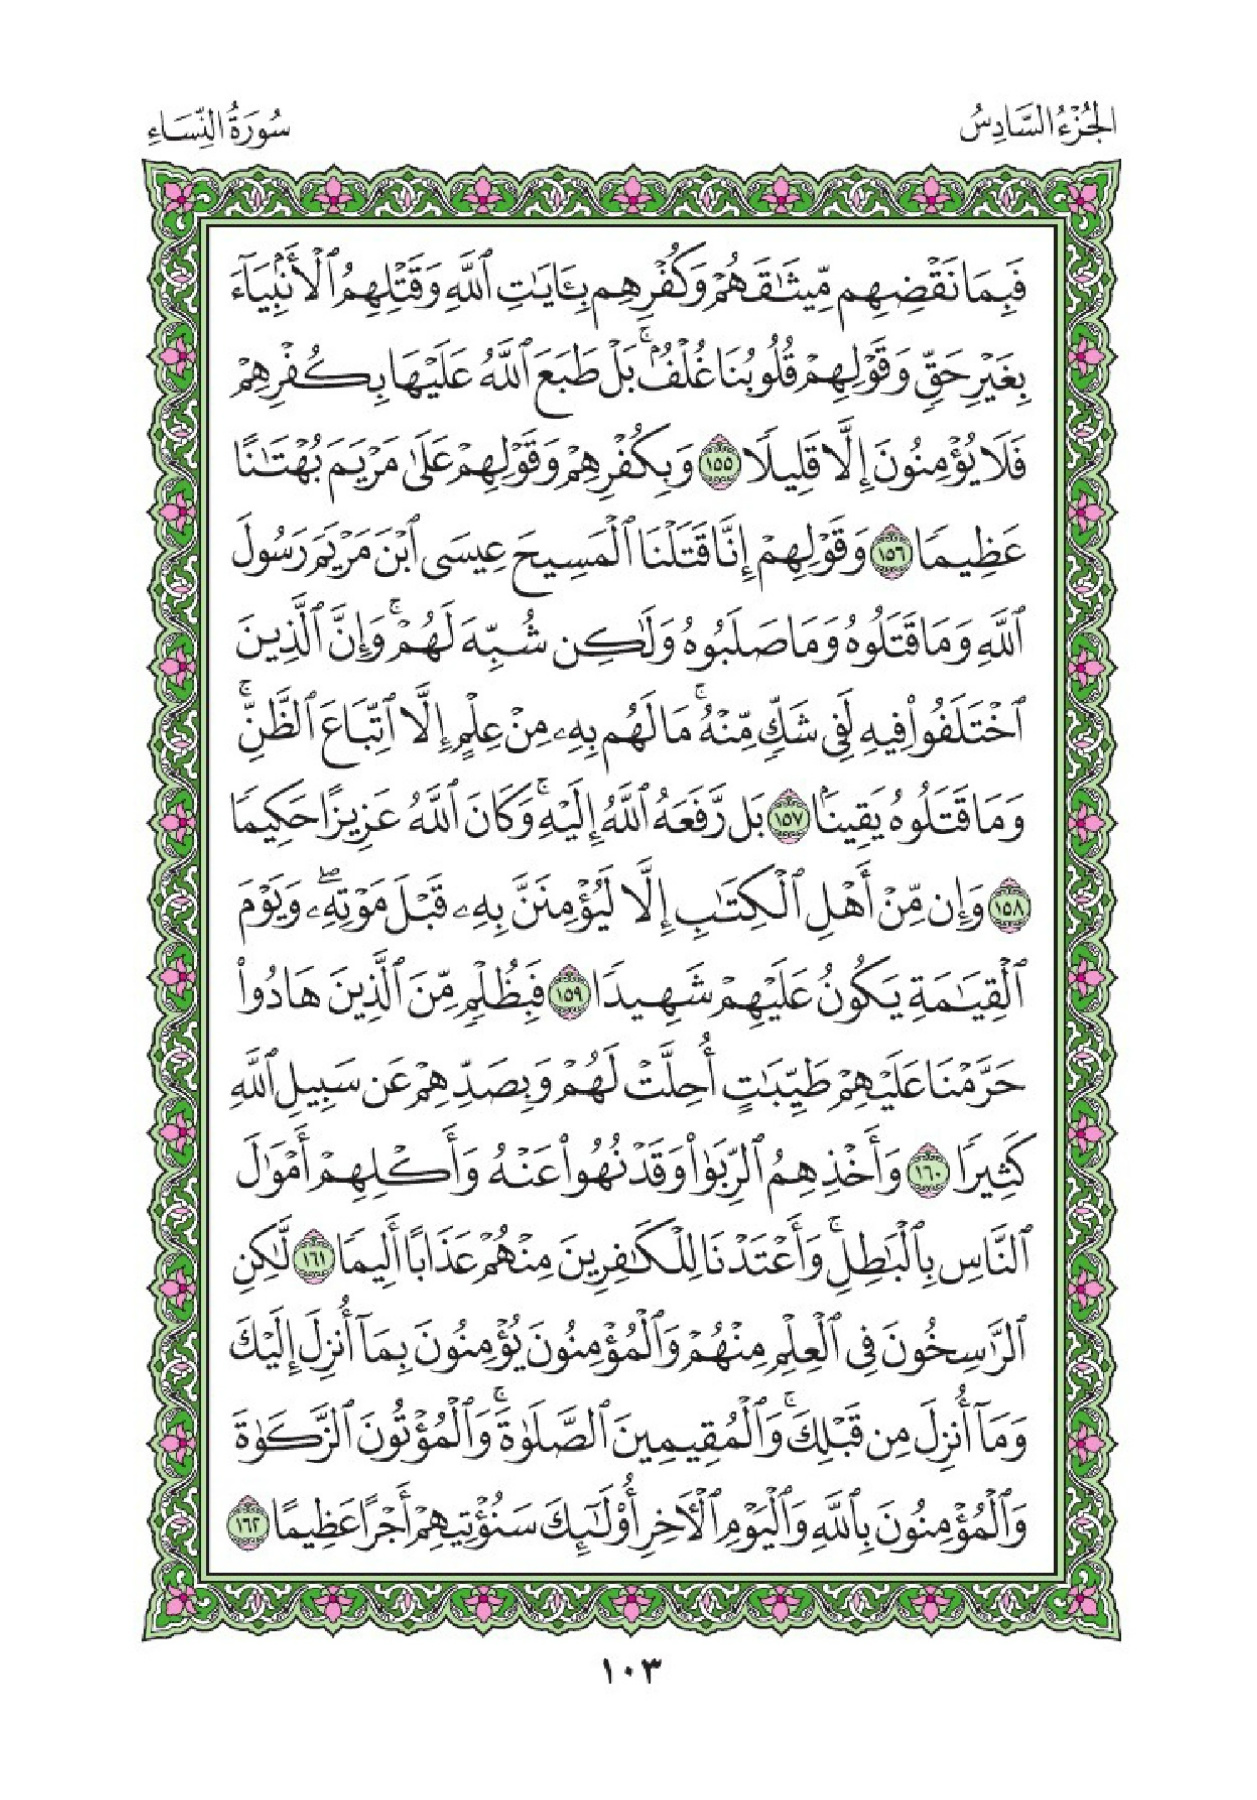 الجُزْءُ السَّادِسُ
سُورَةُ النِّسَاءِ
فَبِمَا نَقْضِهِم مِّيثَٰقَهُمْ وَكُفْرِهِم بِـَٔايَٰتِ ٱللَّهِ وَقَتْلِهِمُ ٱلْأَنۢبِيَآءَ
بِغَيْرِ حَقٍّ وَقَوْلِهِمْ قُلُوبُنَا غُلْفٌۢ ۚ بَلْ طَبَعَ ٱللَّهُ عَلَيْهَا بِكُفْرِهِمْ
فَلَا يُؤْمِنُونَ إِلَّا قَلِيلًا ١٥٥ وَبِكُفْرِهِمْ وَقَوْلِهِمْ عَلَىٰ مَرْيَمَ بُهْتَٰنًا
عَظِيمًا ١٥٦ وَقَوْلِهِمْ إِنَّا قَتَلْنَا ٱلْمَسِيحَ عِيسَى ٱبْنَ مَرْيَمَ رَسُولَ
ٱللَّهِ وَمَا قَتَلُوهُ وَمَا صَلَبُوهُ وَلَٰكِن شُبِّهَ لَهُمْ ۚ وَإِنَّ ٱلَّذِينَ
ٱخْتَلَفُوا۟ فِيهِ لَفِى شَكٍّ مِّنْهُ ۚ مَا لَهُم بِهِۦ مِنْ عِلْمٍ إِلَّا ٱتِّبَاعَ ٱلظَّنِّ ۚ
وَمَا قَتَلُوهُ يَقِينًۢا ١٥٧ بَل رَّفَعَهُ ٱللَّهُ إِلَيْهِ ۚ وَكَانَ ٱللَّهُ عَزِيزًا حَكِيمًا
١٥٨ وَإِن مِّنْ أَهْلِ ٱلْكِتَٰبِ إِلَّا لَيُؤْمِنَنَّ بِهِۦ قَبْلَ مَوْتِهِۦ ۖ وَيَوْمَ
ٱلْقِيَٰمَةِ يَكُونُ عَلَيْهِمْ شَهِيدًا ١٥٩ فَبِظُلْمٍ مِّنَ ٱلَّذِينَ هَادُوا۟
حَرَّمْنَا عَلَيْهِمْ طَيِّبَٰتٍ أُحِلَّتْ لَهُمْ وَبِصَدِّهِمْ عَن سَبِيلِ ٱللَّهِ
كَثِيرًا ١٦٠ وَأَخْذِهِمُ ٱلرِّبَوٰا۟ وَقَدْ نُهُوا۟ عَنْهُ وَأَكْلِهِمْ أَمْوَٰلَ
ٱلنَّاسِ بِٱلْبَٰطِلِ ۚ وَأَعْتَدْنَا لِلْكَٰفِرِينَ مِنْهُمْ عَذَابًا أَلِيمًا ١٦١ لَّٰكِنِ
ٱلرَّٰسِخُونَ فِى ٱلْعِلْمِ مِنْهُمْ وَٱلْمُؤْمِنُونَ يُؤْمِنُونَ بِمَآ أُنزِلَ إِلَيْكَ
وَمَآ أُنزِلَ مِن قَبْلِكَ ۚ وَٱلْمُقِيمِينَ ٱلصَّلَوٰةَ ۚ وَٱلْمُؤْتُونَ ٱلزَّكَوٰةَ
وَٱلْمُؤْمِنُونَ بِٱللَّهِ وَٱلْيَوْمِ ٱلْـَٔاخِرِ أُو۟لَٰٓئِكَ سَنُؤْتِيهِمْ أَجْرًا عَظِيمًا ١٦٢
١٠٣